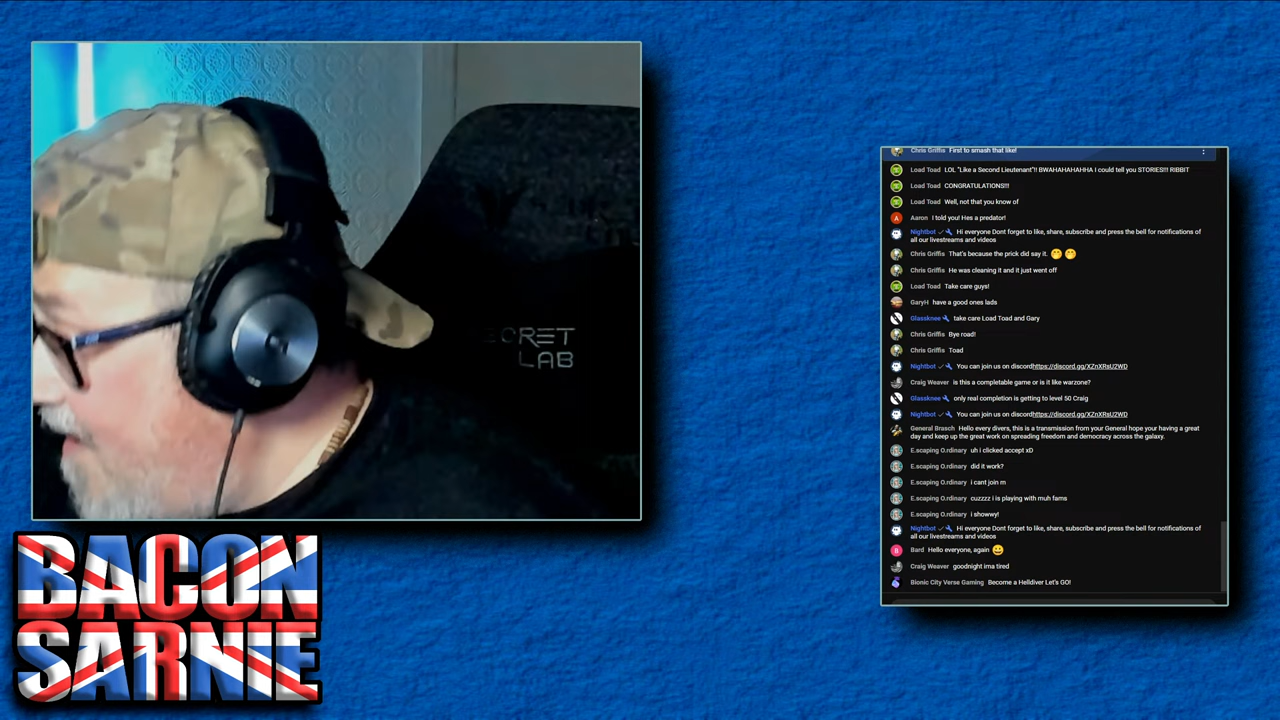 CRET
LAB
BACON
SARNIE
Chris Griffis First to smash that like!
Load Toad LOL "Like a Second Lieutenant"!! BWAHAHAHAHHA I could tell you STORIES!!! RIBBIT
Load Toad CONGRATULATIONS!!!
Load Toad Well, not that you know of
A Aaron I told you! Hes a predator!
Nightbot Hi everyone Dont forget to like, share, subscribe and press the bell for notifications of
all our livestreams and videos
Chris Griffis That's because the prick did say it.
Chris Griffis He was cleaning it and it just went off
Load Toad Take care guys!
GaryH have a good ones lads
Glassknee take care Load Toad and Gary
Chris Griffis Bye road!
Chris Griffis Toad
Nightbot You can join us on discordhttps://discord.gg/XZnXRsU2WD
Craig Weaver is this a completable game or is it like warzone?
Glassknee only real completion is getting to level 50 Craig
Nightbot You can join us on discordhttps://discord.gg/XZnXRsU2WD
General Brasch Hello every divers, this is a transmission from your General hope your having a great
day and keep up the great work on spreading freedom and democracy across the galaxy.
E.scaping O.rdinary uh i clicked accept xD
E.scaping O.rdinary did it work?
E.scaping O.rdinary i cant join m
E.scaping O.rdinary cuzzzz i is playing with muh fams
E.scaping O.rdinary i showwy!
Nightbot Hi everyone Dont forget to like, share, subscribe and press the bell for notifications of
all our livestreams and videos
B Bard Hello everyone, again
Craig Weaver goodnight ima tired
Bionic City Verse Gaming Become a Helldiver Let's GO!